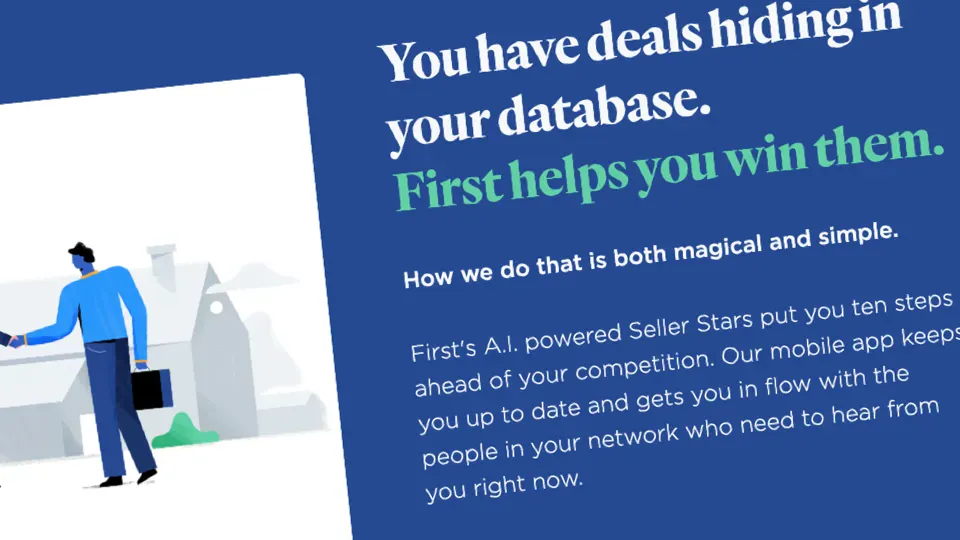 You have deals hiding in
your database.
First helps you win them.
How we do that is both magical and simple.
First's A.I. powered Seller Stars put you ten steps
ahead of your competition. Our mobile app keeps
you up to date and gets you in flow with the
people in your network who need to hear from
you right now.